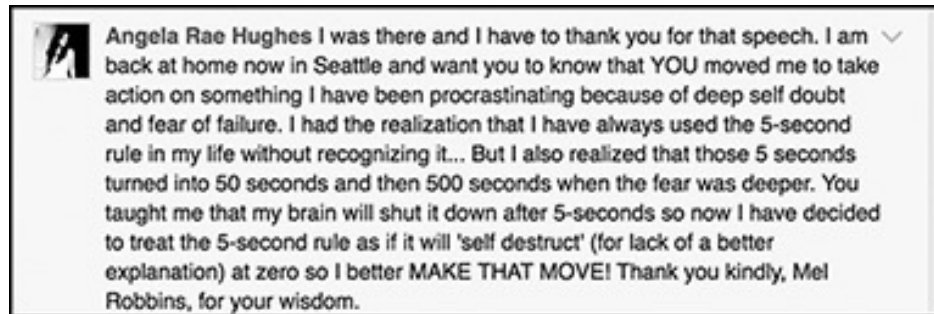 Angela Rae Hughes I was there and I have to thank you for that speech. I am
back at home now in Seattle and want you to know that YOU moved me to take
action on something I have been procrastinating because of deep self doubt
and fear of failure. I had the realization that I have always used the 5-second
rule in my life without recognizing it... But I also realized that those 5 seconds
turned into 50 seconds and then 500 seconds when the fear was deeper. You
taught me that my brain will shut it down after 5-seconds so now I have decided
to treat the 5-second rule as if it will 'self destruct' (for lack of a better
explanation) at zero so I better MAKE THAT MOVE! Thank you kindly, Mel
Robbins, for your wisdom.